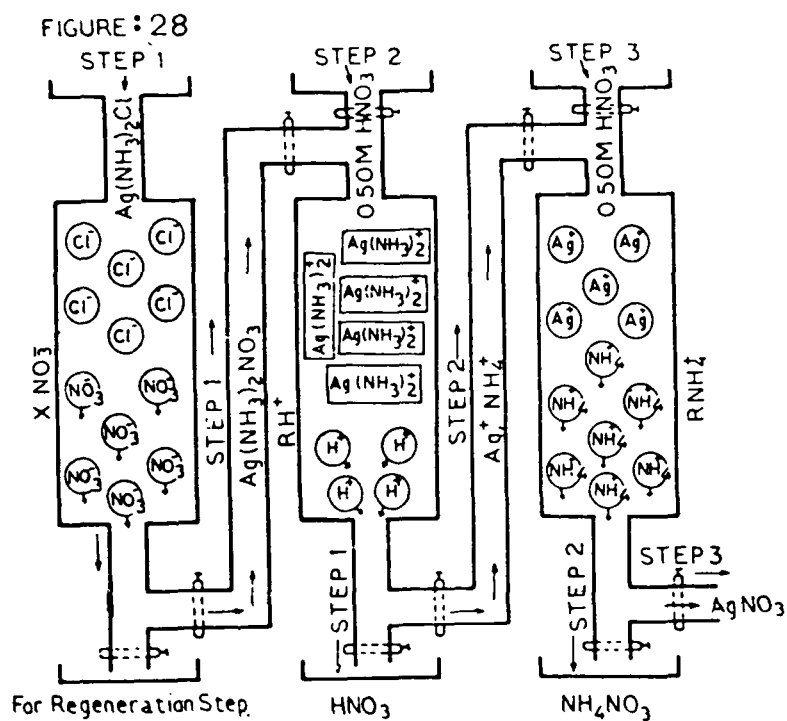 FIGURE: 28
STEP 1
Ag(NH3)2Cl
Cl⁻
Cl⁻
Cl⁻
Cl⁻
Cl⁻
Cl⁻
X NO3⁻
NO3⁻
NO3⁻
NO3⁻
NO3⁻
NO3⁻
NO3⁻
For Regeneration Step.
STEP 1
Ag(NH3)2NO3
STEP 2
0.50M HNO3
Ag(NH3)2⁺
Ag(NH3)2⁺
Ag(NH3)2⁺
Ag(NH3)2⁺
Ag(NH3)2⁺
RH⁺
H⁺
H⁺
H⁺
H⁺
STEP 1
HNO3
STEP 2
Ag⁺ NH4⁺
STEP 3
0.50M HNO3
Ag⁺
Ag⁺
Ag⁺
Ag⁺
Ag⁺
NH4⁺
RNH4⁺
NH4⁺
NH4⁺
NH4⁺
NH4⁺
NH4⁺
NH4⁺
STEP 2
STEP 3
AgNO3
NH4NO3